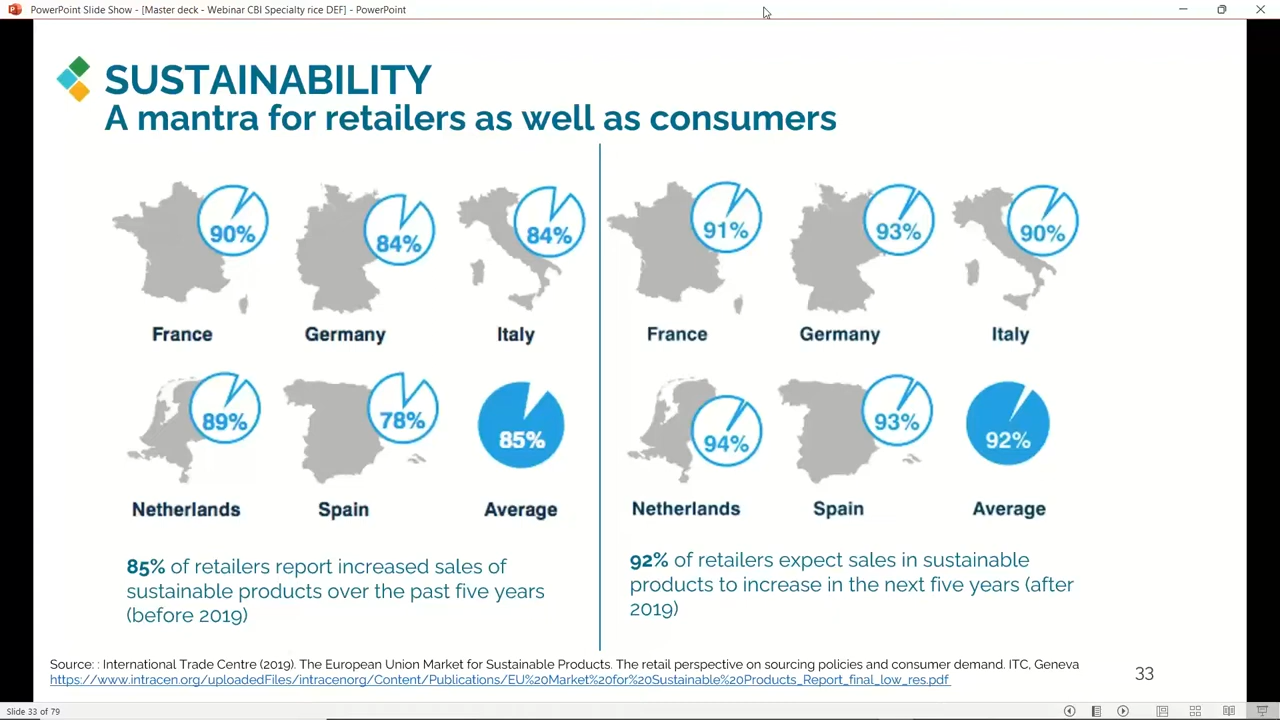 PowerPoint Slide Show - [Master deck - Webinar CBI Specialty rice DEF] - PowerPoint
SUSTAINABILITY
A mantra for retailers as well as consumers
90%
84%
84%
France
Germany
Italy
89%
78%
85%
Netherlands
Spain
Average
85% of retailers report increased sales of
sustainable products over the past five years
(before 2019)
91%
93%
90%
France
Germany
Italy
94%
93%
92%
Netherlands
Spain
Average
92% of retailers expect sales in sustainable
products to increase in the next five years (after
2019)
Source: : International Trade Centre (2019). The European Union Market for Sustainable Products. The retail perspective on sourcing policies and consumer demand. ITC, Geneva
https://www.intracen.org/uploadedFiles/intracenorg/Content/Publications/EU%20Market%20for%20Sustainable%20Products_Report_final_low_res.pdf
33
Slide 33 of 79